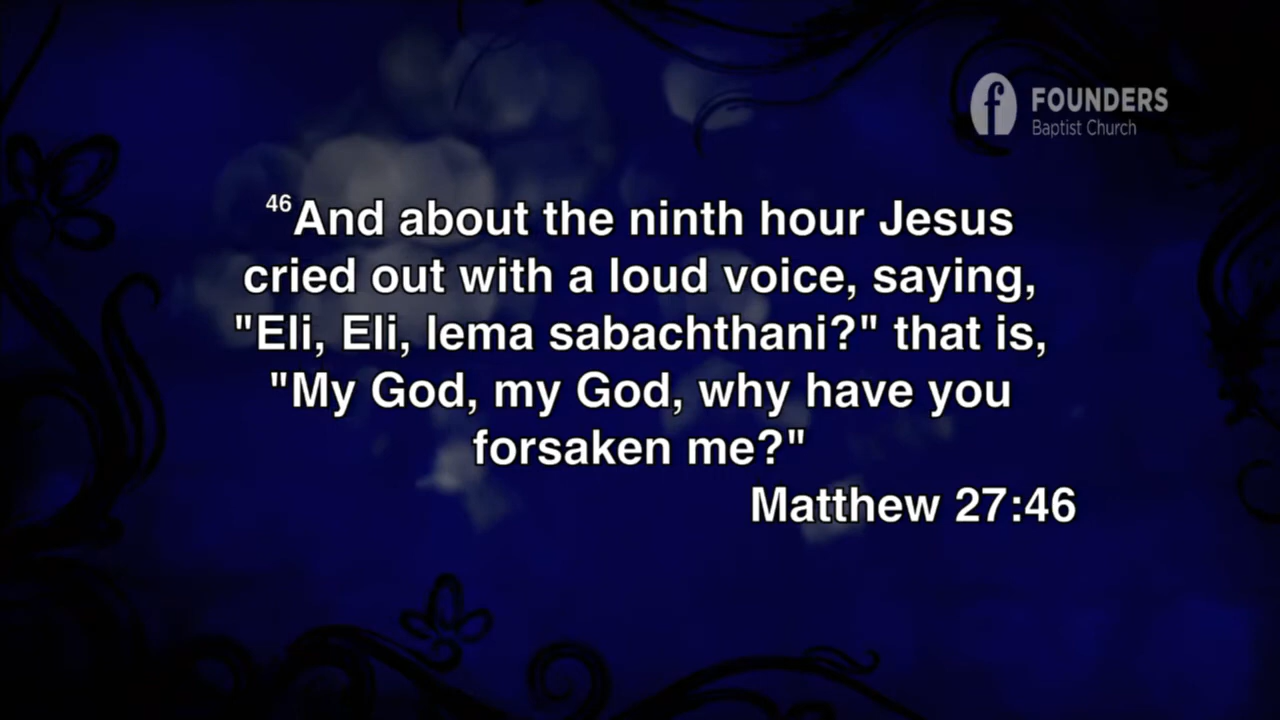 FOUNDERS
Baptist Church
46And about the ninth hour Jesus
cried out with a loud voice, saying,
"Eli, Eli, lema sabachthani?" that is,
"My God, my God, why have you
forsaken me?"
Matthew 27:46